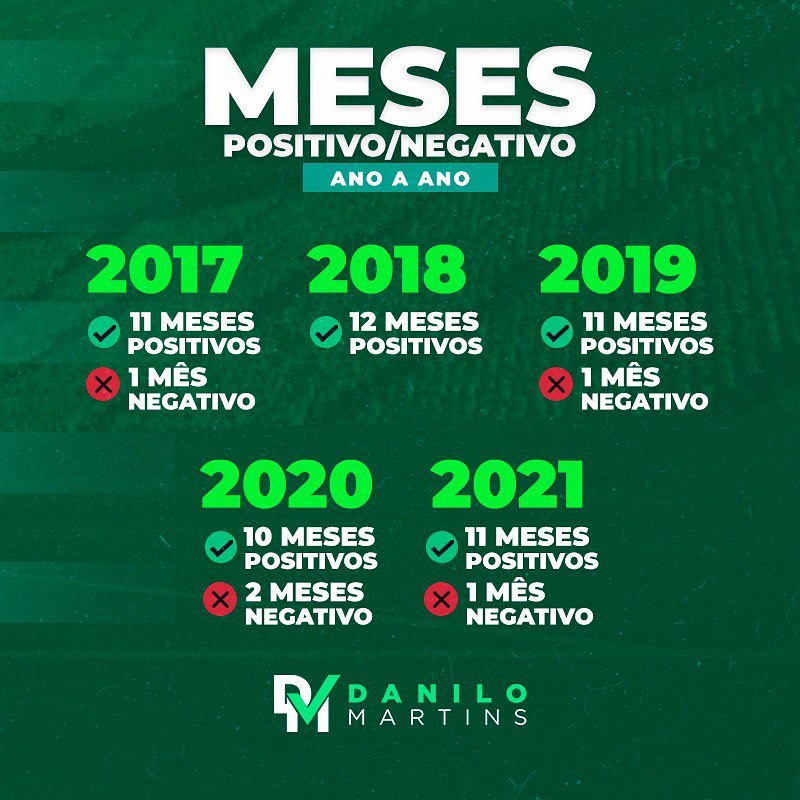 MESES
POSITIVO/NEGATIVO
ANO A ANO
2017
11 MESES
POSITIVOS
1 MÊS
NEGATIVO
2018
12 MESES
POSITIVOS
2019
11 MESES
POSITIVOS
1 MÊS
NEGATIVO
2020
10 MESES
POSITIVOS
2 MESES
NEGATIVO
2021
11 MESES
POSITIVOS
1 MÊS
NEGATIVO
DM
DANILO
MARTINS